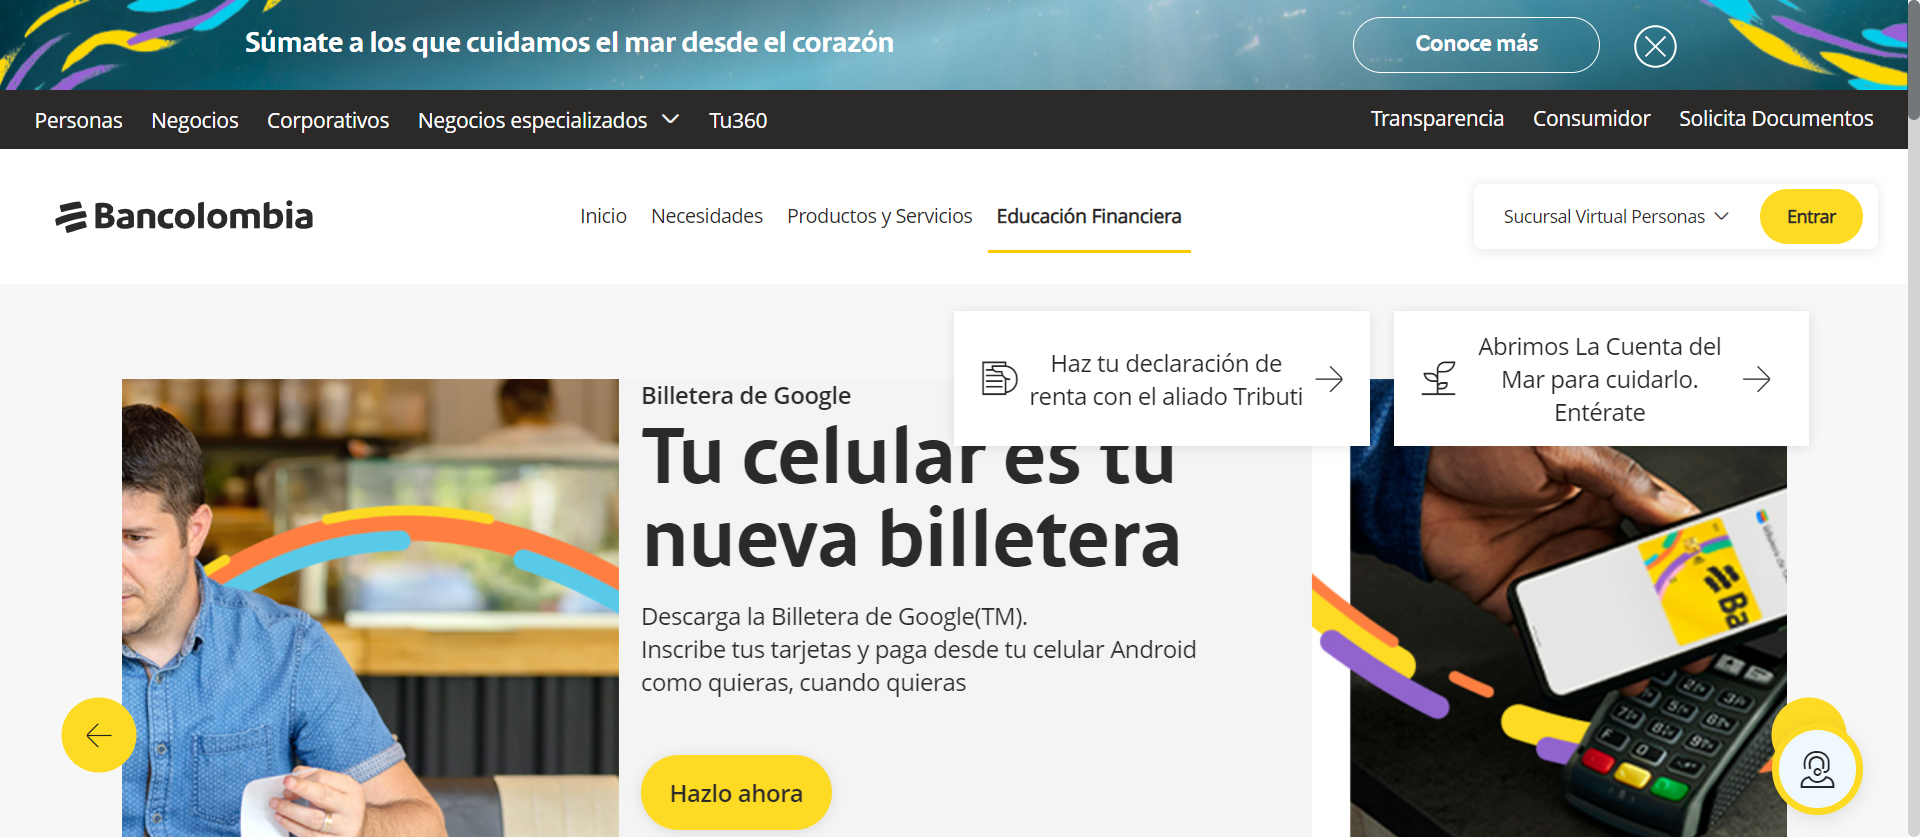 Súmate a los que cuidamos el mar desde el corazón
Conoce más
Personas Negocios Corporativos Negocios especializados Tu360
Transparencia Consumidor Solicita Documentos
Bancolombia
Inicio Necesidades Productos y Servicios Educación Financiera
Sucursal Virtual Personas Entrar
Haz tu declaración de
renta con el aliado Tributi
Abrimos La Cuenta del
Mar para cuidarlo.
Entérate
Billetera de Google
Tu celular es tu
nueva billetera
Descarga la Billetera de Google(TM).
Inscribe tus tarjetas y paga desde tu celular Android
como quieras, cuando quieras
Hazlo ahora
Ba